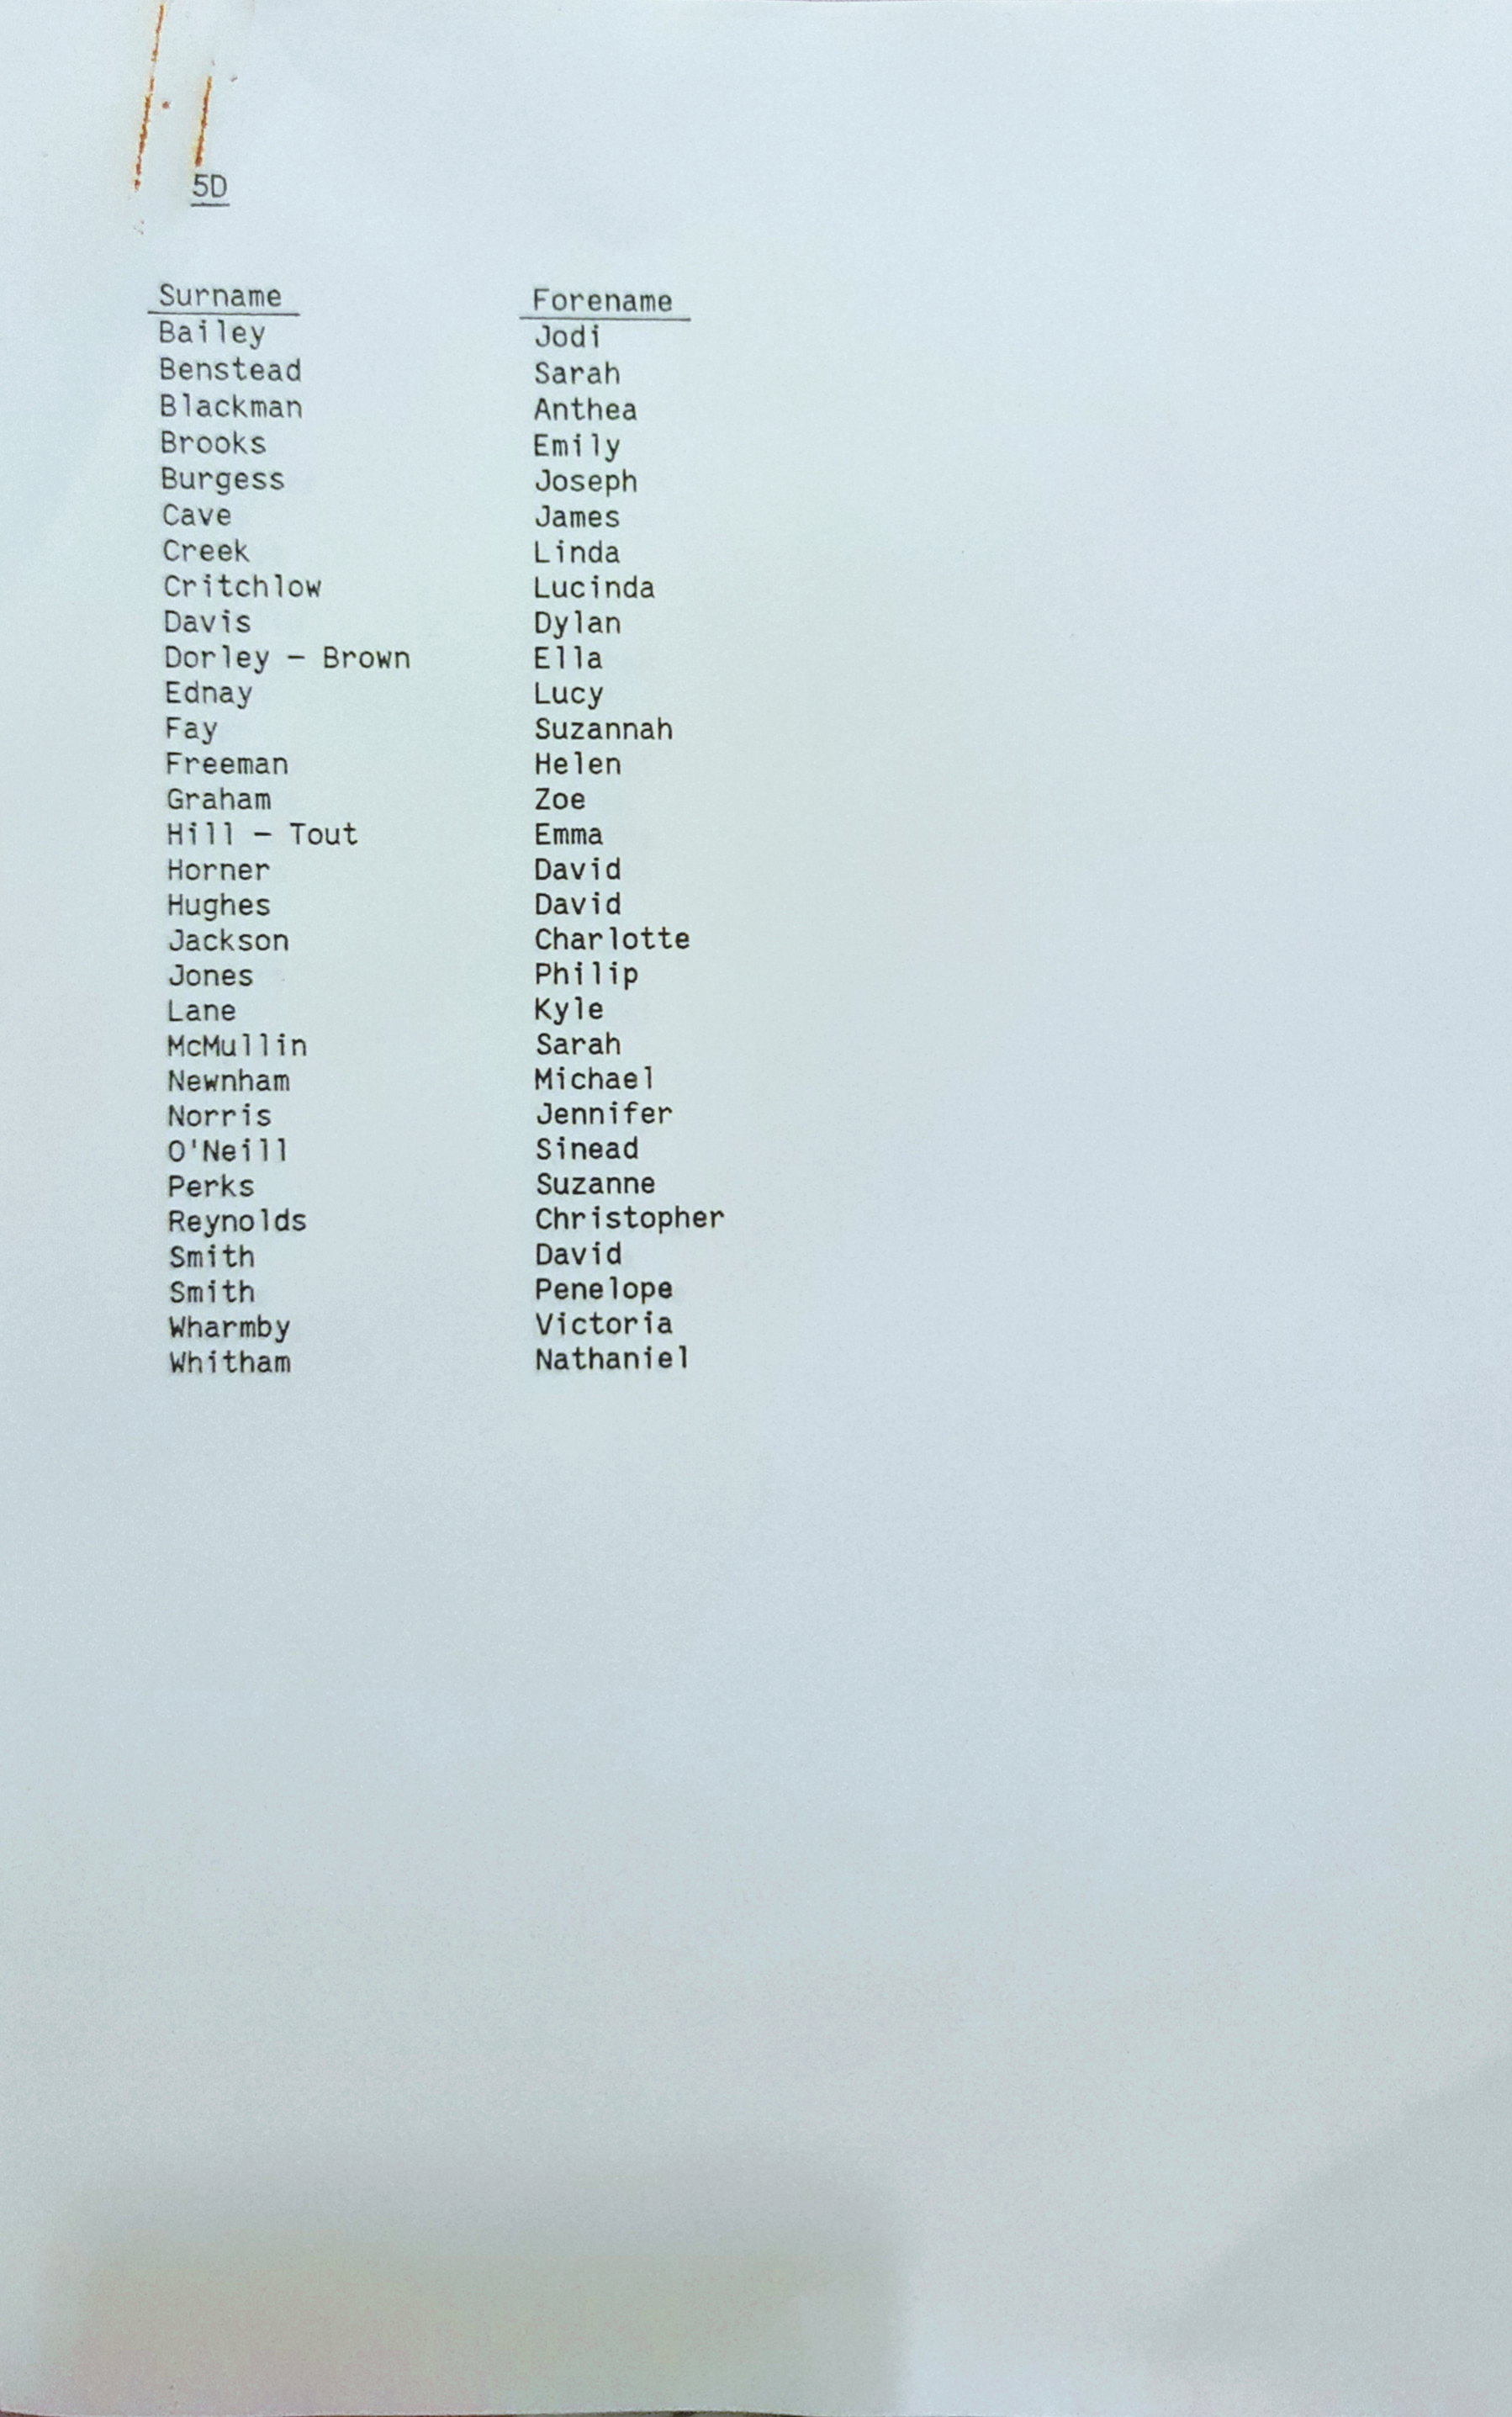 5D
Surname Forename
Bailey Jodi
Benstead Sarah
Blackman Anthea
Brooks Emily
Burgess Joseph
Cave James
Creek Linda
Critchlow Lucinda
Davis Dylan
Dorley - Brown Ella
Ednay Lucy
Fay Suzannah
Freeman Helen
Graham Zoe
Hill - Tout Emma
Horner David
Hughes David
Jackson Charlotte
Jones Philip
Lane Kyle
McMullin Sarah
Newnham Michael
Norris Jennifer
O'Neill Sinead
Perks Suzanne
Reynolds Christopher
Smith David
Smith Penelope
Wharmby Victoria
Whitham Nathaniel